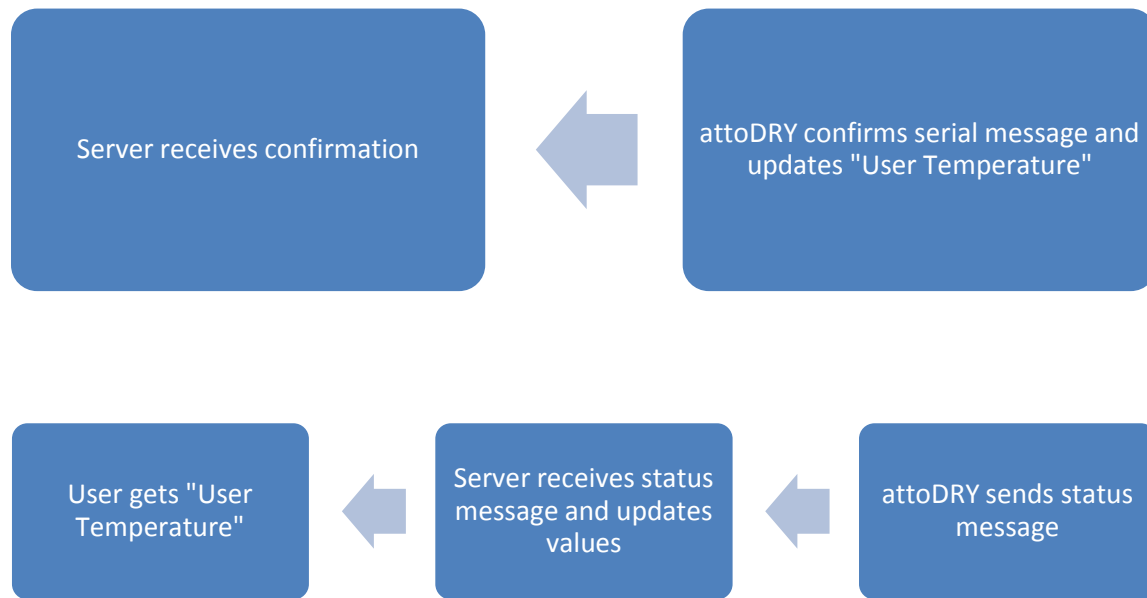 Server receives confirmation
attoDRY confirms serial message and
updates "User Temperature"
User gets "User
Temperature"
Server receives status
message and updates
values
attoDRY sends status
message